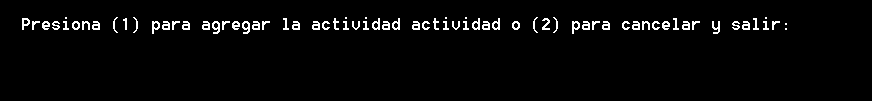 Presiona (1) para agregar la actividad actividad o (2) para cancelar y salir: